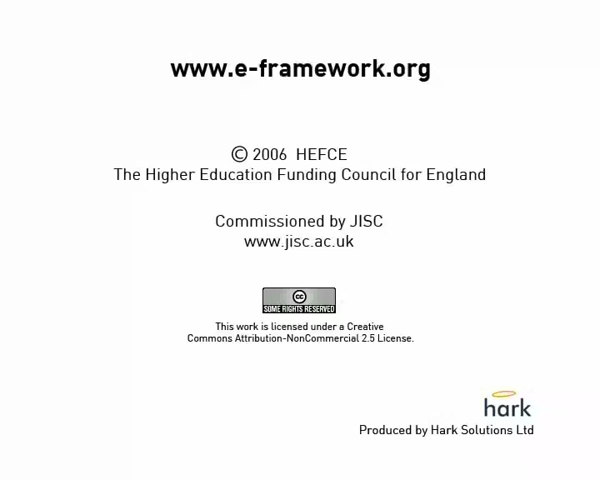 www.e-framework.org
© 2006 HEFCE
The Higher Education Funding Council for England
Commissioned by JISC
www.jisc.ac.uk
cc
SOME RIGHTS RESERVED
This work is licensed under a Creative
Commons Attribution-NonCommercial 2.5 License.
hark
Produced by Hark Solutions Ltd